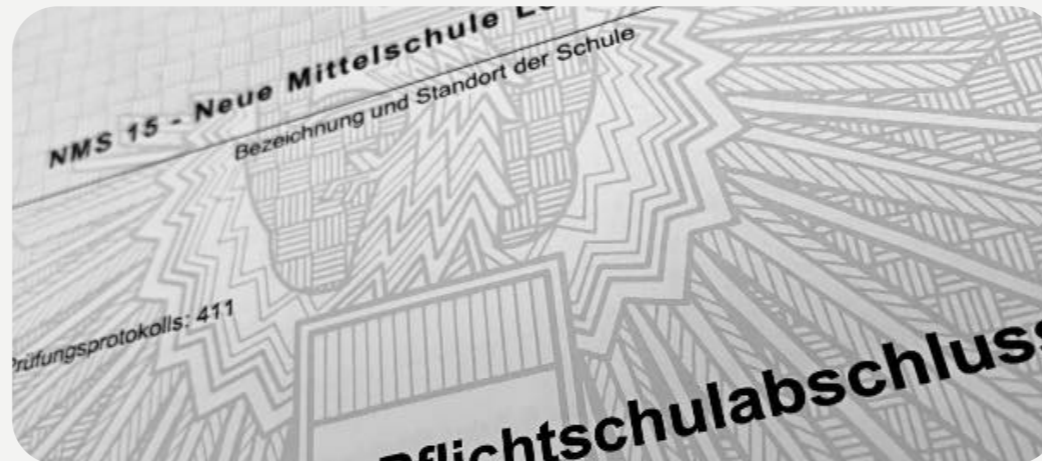 NMS 15 - Neue Mittelschule
Bezeichnung und Standort der Schule
Prüfungsprotokolls: 411
Pflichtschulabschluss